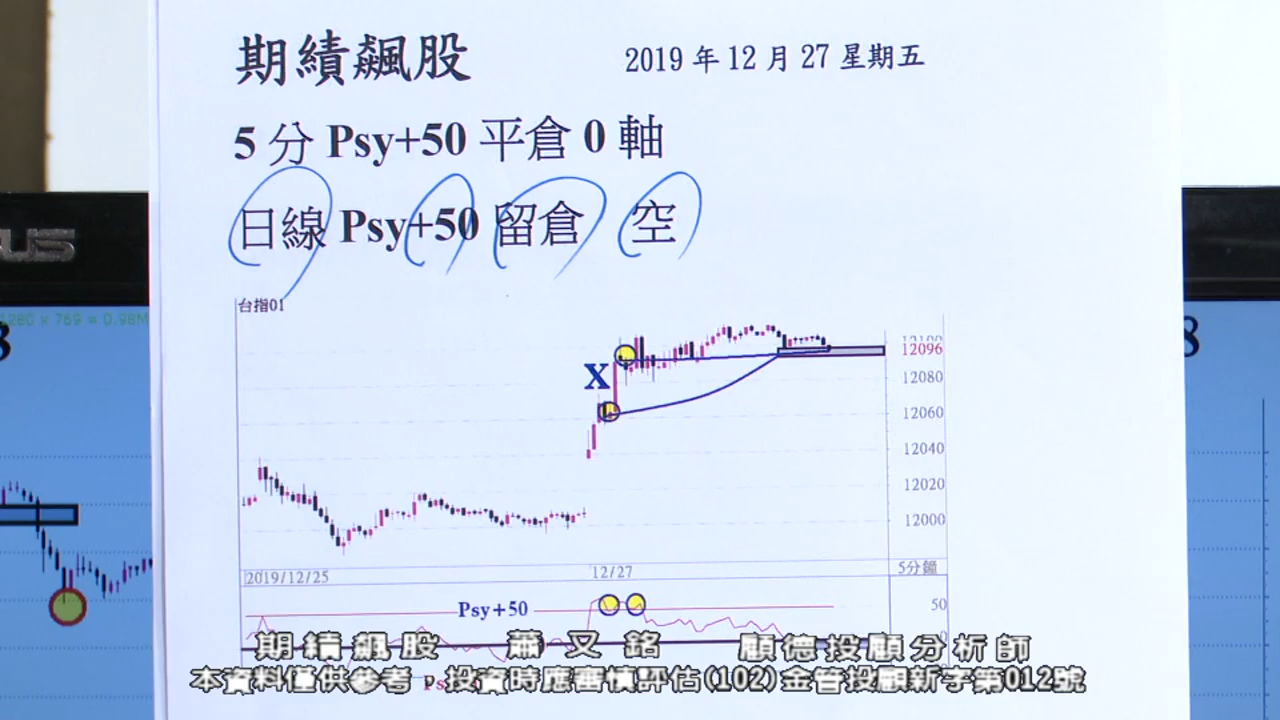 期績飆股 2019 年 12 月 27 星期五
5 分 Psy+50 平倉 0 軸
日線 Psy+50 留倉 空
台指01
X
12100
12096
12080
12060
12040
12020
12000
2019/12/25 12/27 5分鐘
Psy+50 50
0
期績飆股 蕭又銘 顧德投顧分析師
本資料僅供參考，投資時應審慎評估(102)金管投顧新字第012號